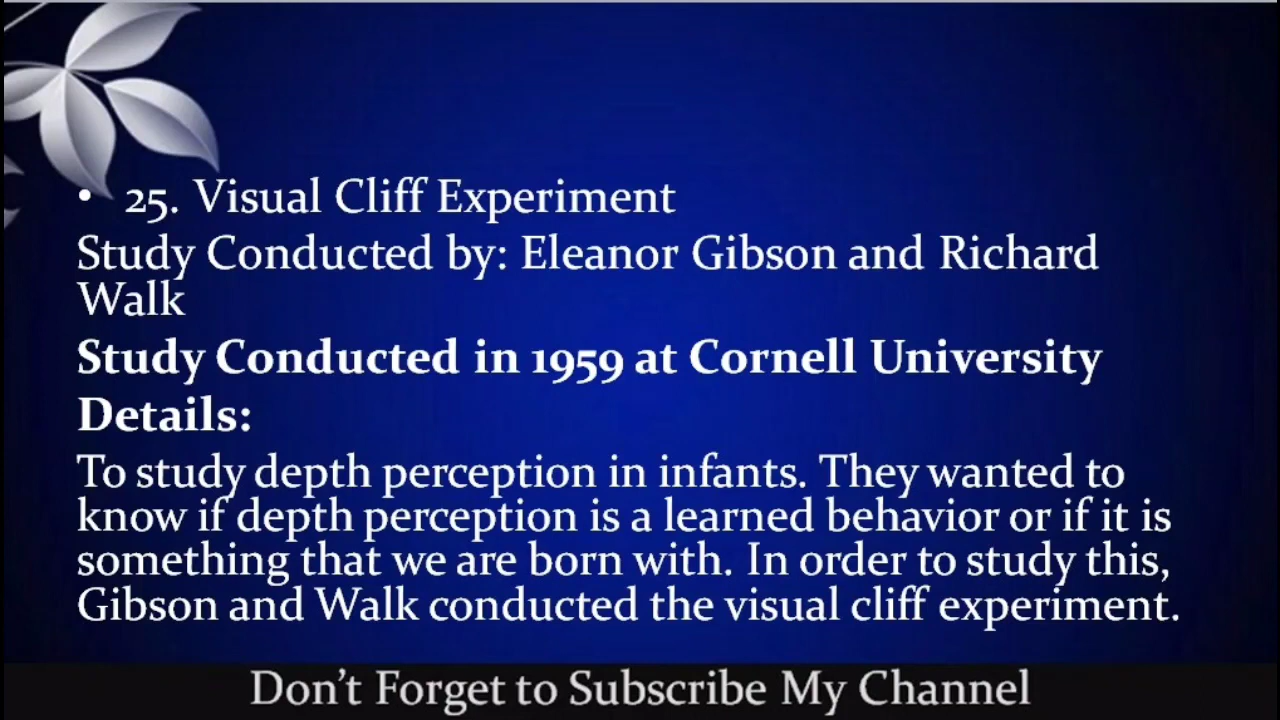 • 25. Visual Cliff Experiment
Study Conducted by: Eleanor Gibson and Richard
Walk
Study Conducted in 1959 at Cornell University
Details:
To study depth perception in infants. They wanted to
know if depth perception is a learned behavior or if it is
something that we are born with. In order to study this,
Gibson and Walk conducted the visual cliff experiment.
Don't Forget to Subscribe My Channel